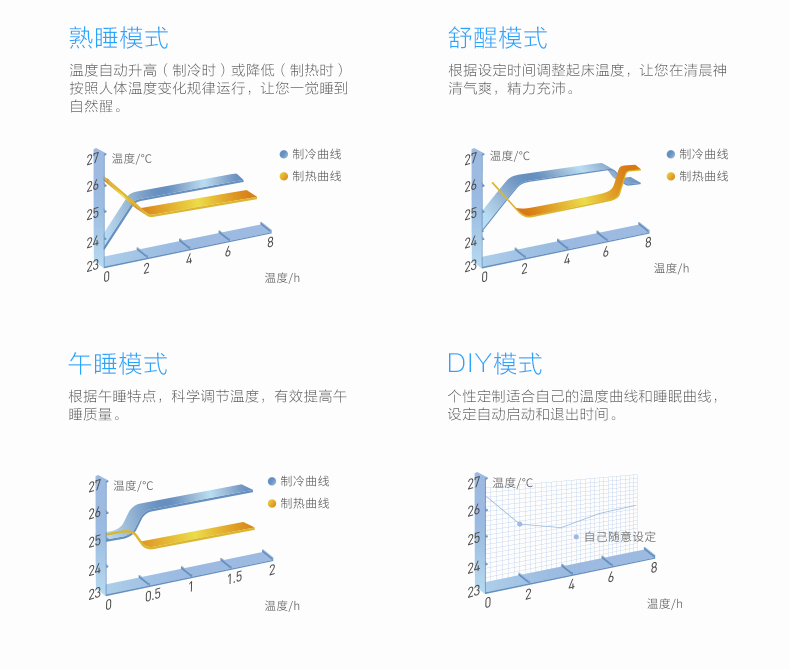 熟睡模式
温度自动升高（制冷时）或降低（制热时）
按照人体温度变化规律运行，让您一觉睡到
自然醒。
温度/℃
制冷曲线
制热曲线
27
26
25
24
23
0
2
4
6
8
温度/h
舒醒模式
根据设定时间调整起床温度，让您在清晨神
清气爽，精力充沛。
温度/℃
制冷曲线
制热曲线
27
26
25
24
23
0
2
4
6
8
温度/h
午睡模式
根据午睡特点，科学调节温度，有效提高午
睡质量。
温度/℃
制冷曲线
制热曲线
27
26
25
24
23
0
0.5
1
1.5
2
温度/h
DIY模式
个性定制适合自己的温度曲线和睡眠曲线，
设定自动启动和退出时间。
温度/℃
自己随意设定
27
26
25
24
23
0
2
4
6
8
温度/h